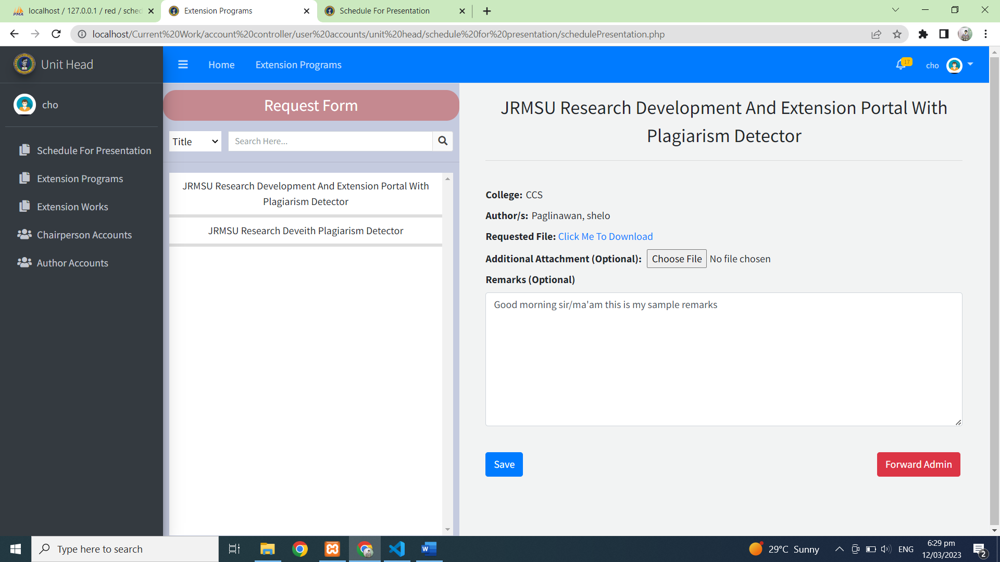 localhost / 127.0.0.1 / red / sched
Extension Programs
Schedule For Presentation
localhost/Current%20Work/account%20controller/user%20accounts/unit%20head/schedule%20for%20presentation/schedulePresentation.php
Unit Head
Home
Extension Programs
17
cho
cho
Schedule For Presentation
Extension Programs
Extension Works
Chairperson Accounts
Author Accounts
Request Form
Title
Search Here...
JRMSU Research Development And Extension Portal With
Plagiarism Detector
JRMSU Research Deveith Plagiarism Detector
JRMSU Research Development And Extension Portal With
Plagiarism Detector
College: CCS
Author/s: Paglinawan, shelo
Requested File: Click Me To Download
Additional Attachment (Optional): Choose File No file chosen
Remarks (Optional)
Good morning sir/ma'am this is my sample remarks
Save
Forward Admin
Type here to search
29°C Sunny
ENG
6:29 pm
12/03/2023
2